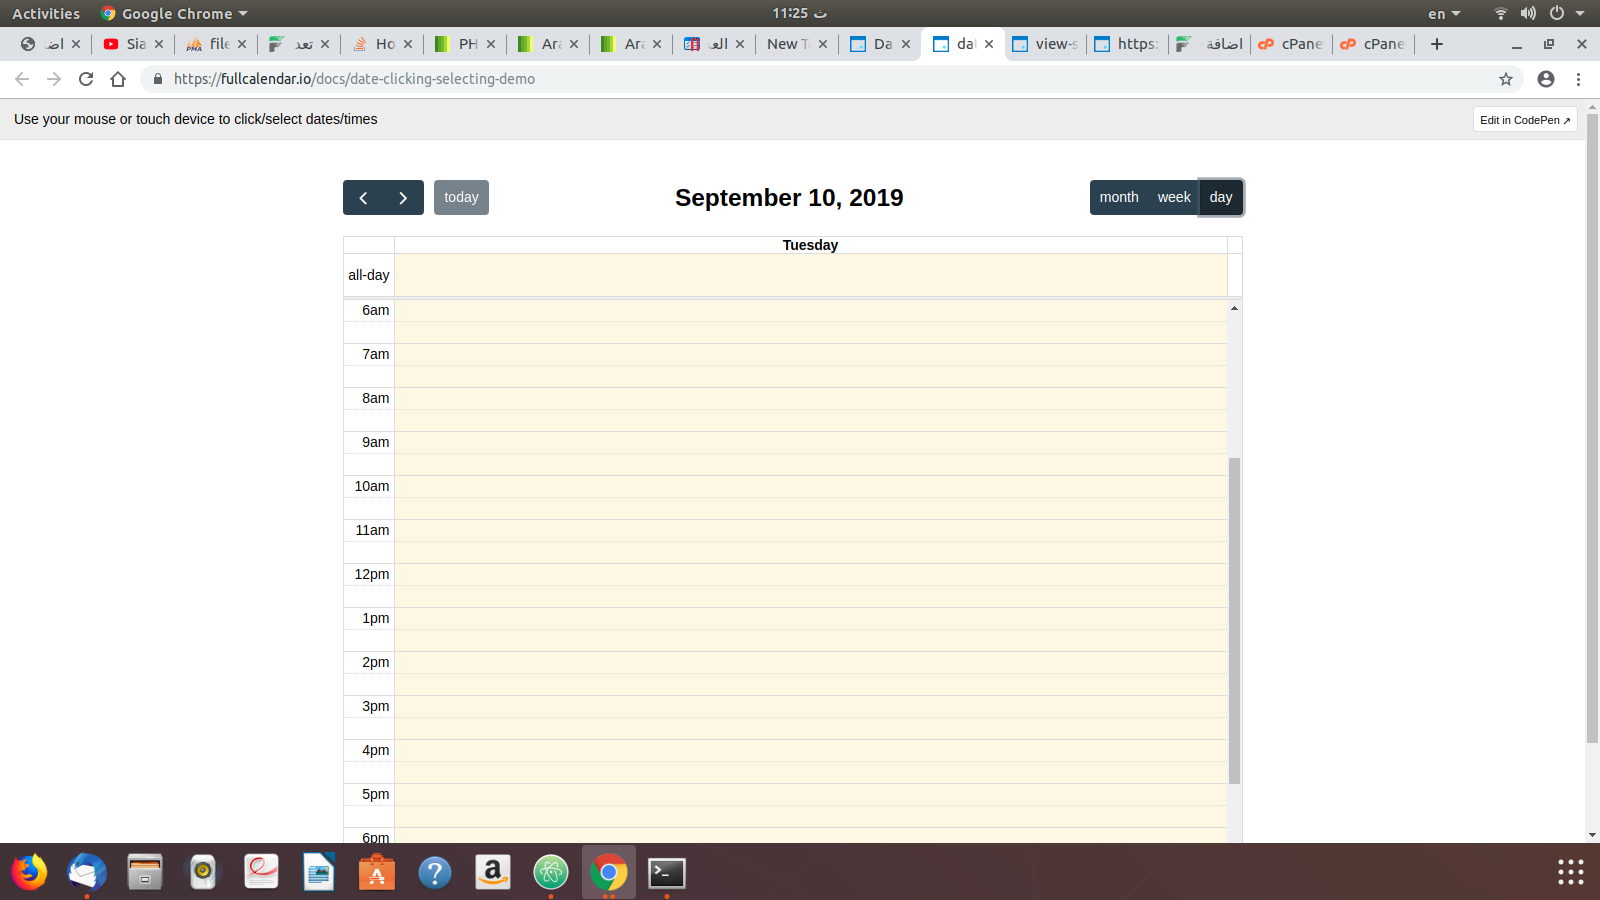 Activities
Google Chrome
11:25 ث
en
اضا
Sia
file
تعد
Ho
PH
Ara
Ara
الع
New T
Da
da
view-s
https:
اضافة
cPane
cPane
https://fullcalendar.io/docs/date-clicking-selecting-demo
Use your mouse or touch device to click/select dates/times
Edit in CodePen ↗
today
September 10, 2019
month week day
Tuesday
all-day
6am
7am
8am
9am
10am
11am
12pm
1pm
2pm
3pm
4pm
5pm
6pm